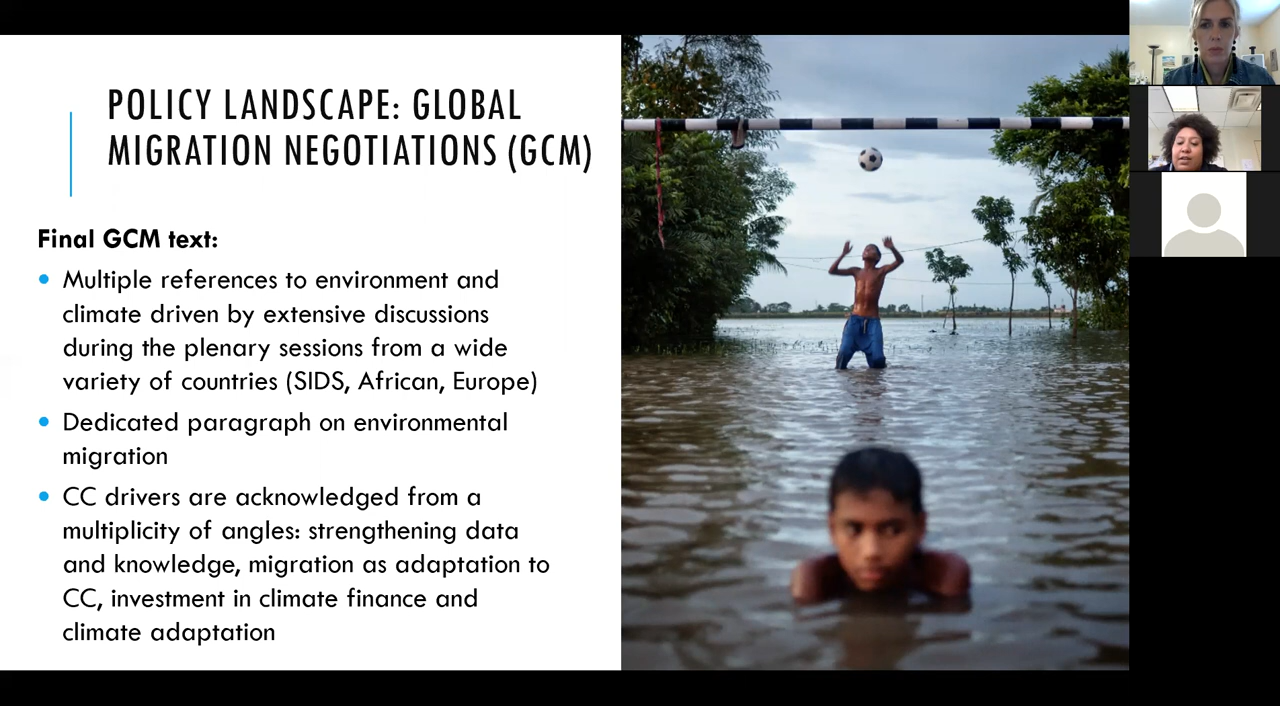 POLICY LANDSCAPE: GLOBAL
MIGRATION NEGOTIATIONS (GCM)
Final GCM text:
• Multiple references to environment and
climate driven by extensive discussions
during the plenary sessions from a wide
variety of countries (SIDS, African, Europe)
• Dedicated paragraph on environmental
migration
• CC drivers are acknowledged from a
multiplicity of angles: strengthening data
and knowledge, migration as adaptation to
CC, investment in climate finance and
climate adaptation